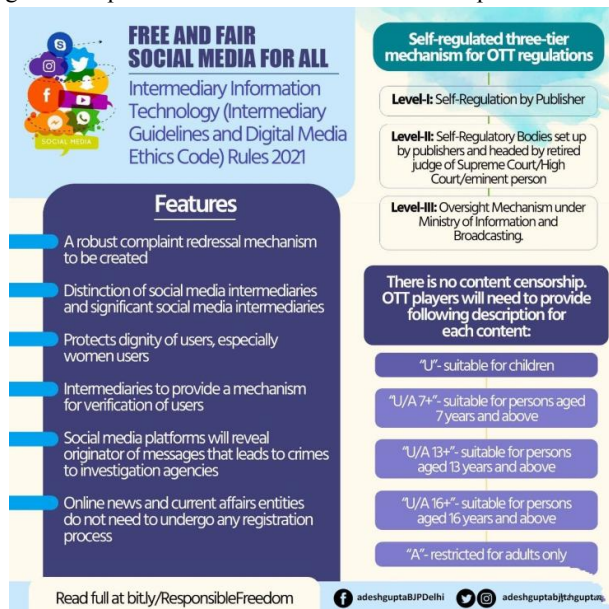 FREE AND FAIR
SOCIAL MEDIA FOR ALL
Intermediary Information
Technology (Intermediary
Guidelines and Digital Media
Ethics Code) Rules 2021
SOCIAL MEDIA
Features
A robust complaint redressal mechanism
to be created
Distinction of social media intermediaries
and significant social media intermediaries
Protects dignity of users, especially
women users
Intermediaries to provide a mechanism
for verification of users
Social media platforms will reveal
originator of messages that leads to crimes
to investigation agencies
Online news and current affairs entities
do not need to undergo any registration
process
Self-regulated three-tier
mechanism for OTT regulations
Level-I: Self-Regulation by Publisher
Level-II: Self-Regulatory Bodies set up
by publishers and headed by retired
judge of Supreme Court/High
Court/eminent person
Level-III: Oversight Mechanism under
Ministry of Information and
Broadcasting.
There is no content censorship.
OTT players will need to provide
following description for
each content:
"U"- suitable for children
"U/A 7+"- suitable for persons aged
7 years and above
"U/A 13+"- suitable for persons
aged 13 years and above
"U/A 16+"- suitable for persons
aged 16 years and above
"A"- restricted for adults only
Read full at bit.ly/ResponsibleFreedom
adeshguptaBJPDelhi